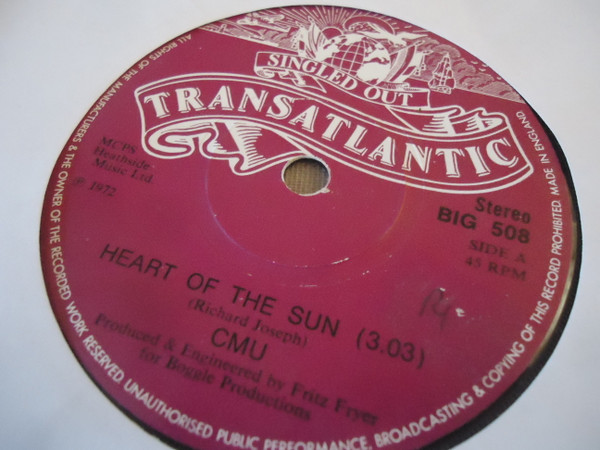 SINGLED OUT
TRANSATLANTIC
MCPS
Heathside
Music Ltd.
℗ 1972
Stereo
BIG 508
SIDE A
45 RPM
HEART OF THE SUN (3.03)
(Richard Joseph)
CMU
Produced & Engineered by Fritz Fryer
for Boggle Productions
ALL RIGHTS OF THE MANUFACTURERS & THE OWNER OF THE RECORDED WORK RESERVED. UNAUTHORISED PUBLIC PERFORMANCE, BROADCASTING & COPYING OF THIS RECORD PROHIBITED MADE IN ENGLAND